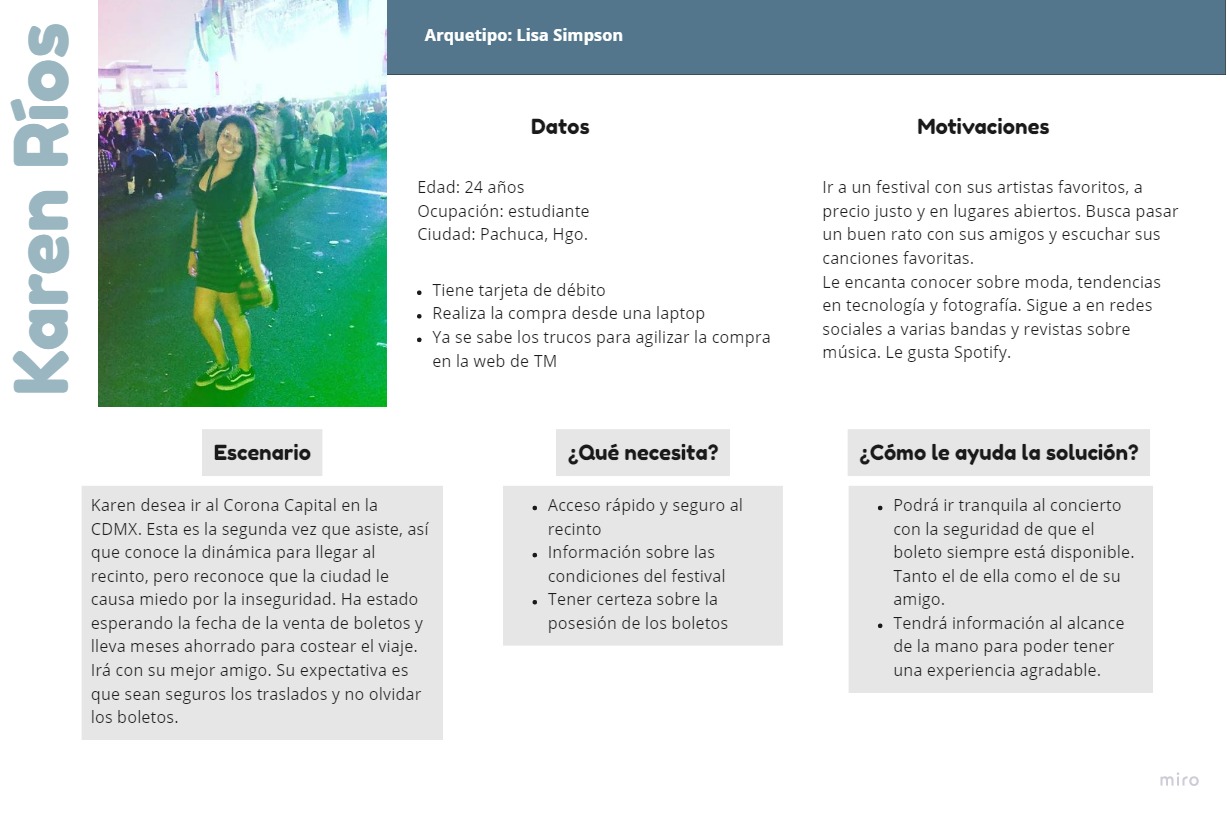 Karen Ríos
Arquetipo: Lisa Simpson
Datos
Edad: 24 años
Ocupación: estudiante
Ciudad: Pachuca, Hgo.
• Tiene tarjeta de débito
• Realiza la compra desde una laptop
• Ya se sabe los trucos para agilizar la compra
en la web de TM
Motivaciones
Ir a un festival con sus artistas favoritos, a
precio justo y en lugares abiertos. Busca pasar
un buen rato con sus amigos y escuchar sus
canciones favoritas.
Le encanta conocer sobre moda, tendencias
en tecnología y fotografía. Sigue a en redes
sociales a varias bandas y revistas sobre
música. Le gusta Spotify.
Escenario
Karen desea ir al Corona Capital en la
CDMX. Esta es la segunda vez que asiste, así
que conoce la dinámica para llegar al
recinto, pero reconoce que la ciudad le
causa miedo por la inseguridad. Ha estado
esperando la fecha de la venta de boletos y
lleva meses ahorrado para costear el viaje.
Irá con su mejor amigo. Su expectativa es
que sean seguros los traslados y no olvidar
los boletos.
¿Qué necesita?
• Acceso rápido y seguro al
recinto
• Información sobre las
condiciones del festival
• Tener certeza sobre la
posesión de los boletos
¿Cómo le ayuda la solución?
• Podrá ir tranquila al concierto
con la seguridad de que el
boleto siempre está disponible.
Tanto el de ella como el de su
amigo.
• Tendrá información al alcance
de la mano para poder tener
una experiencia agradable.
miro